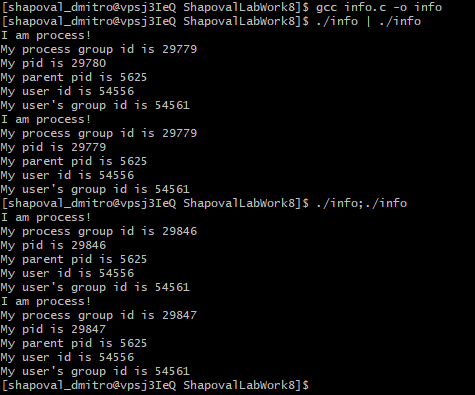 [shapoval_dmitro@vpsj3IeQ ShapovalLabWork8]$ gcc info.c -o info
[shapoval_dmitro@vpsj3IeQ ShapovalLabWork8]$ ./info | ./info
I am process!
My process group id is 29779
My pid is 29780
My parent pid is 5625
My user id is 54556
My user's group id is 54561
I am process!
My process group id is 29779
My pid is 29779
My parent pid is 5625
My user id is 54556
My user's group id is 54561
[shapoval_dmitro@vpsj3IeQ ShapovalLabWork8]$ ./info;./info
I am process!
My process group id is 29846
My pid is 29846
My parent pid is 5625
My user id is 54556
My user's group id is 54561
I am process!
My process group id is 29847
My pid is 29847
My parent pid is 5625
My user id is 54556
My user's group id is 54561
[shapoval_dmitro@vpsj3IeQ ShapovalLabWork8]$